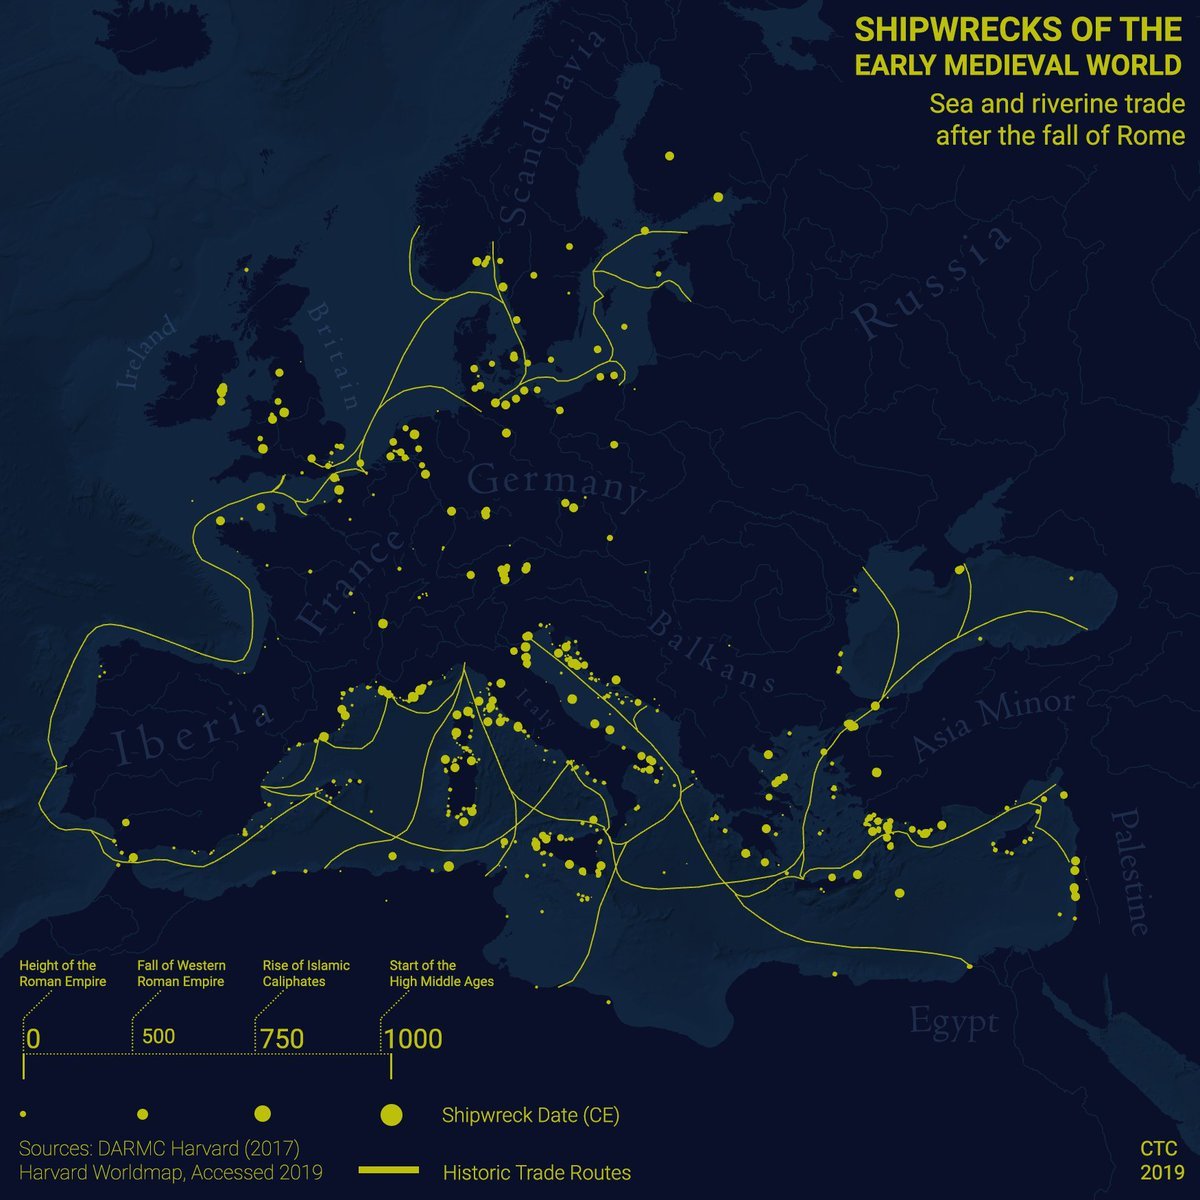 SHIPWRECKS OF THE
EARLY MEDIEVAL WORLD
Sea and riverine trade
after the fall of Rome
Scandinavia
Russia
Ireland
Britain
Germany
France
Balkans
Italy
Iberia
Asia Minor
Palestine
Egypt
Height of the
Roman Empire
Fall of Western
Roman Empire
Rise of Islamic
Caliphates
Start of the
High Middle Ages
0
500
750
1000
Shipwreck Date (CE)
Sources: DARMC Harvard (2017)
Harvard Worldmap, Accessed 2019
Historic Trade Routes
CTC
2019